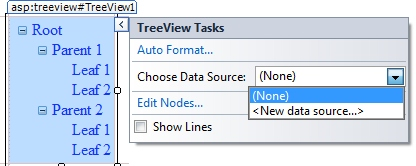 asp:treeview#TreeView1
Root
Parent 1
Leaf 1
Leaf 2
Parent 2
Leaf 1
Leaf 2
TreeView Tasks
Auto Format...
Choose Data Source: (None)
(None)
<New data source...>
Edit Nodes...
Show Lines